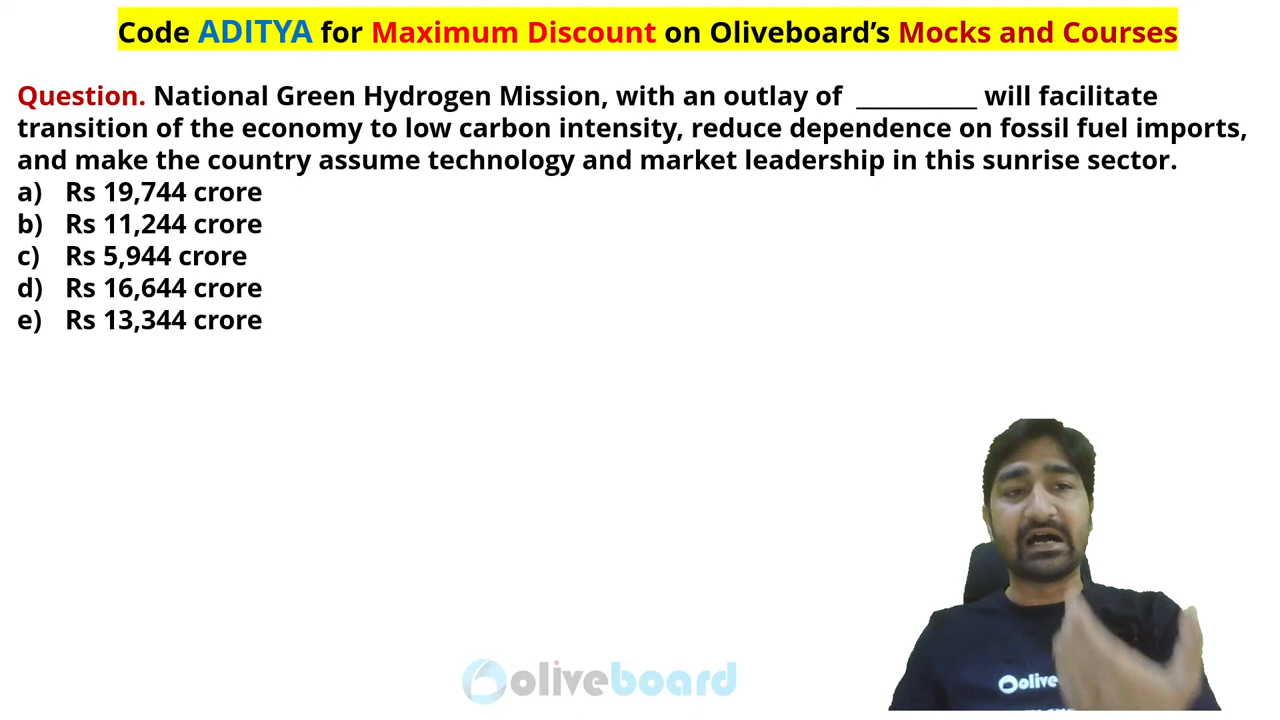 Code ADITYA for Maximum Discount on Oliveboard’s Mocks and Courses
Question. National Green Hydrogen Mission, with an outlay of __________ will facilitate
transition of the economy to low carbon intensity, reduce dependence on fossil fuel imports,
and make the country assume technology and market leadership in this sunrise sector.
a) Rs 19,744 crore
b) Rs 11,244 crore
c) Rs 5,944 crore
d) Rs 16,644 crore
e) Rs 13,344 crore
oliveboard
olive